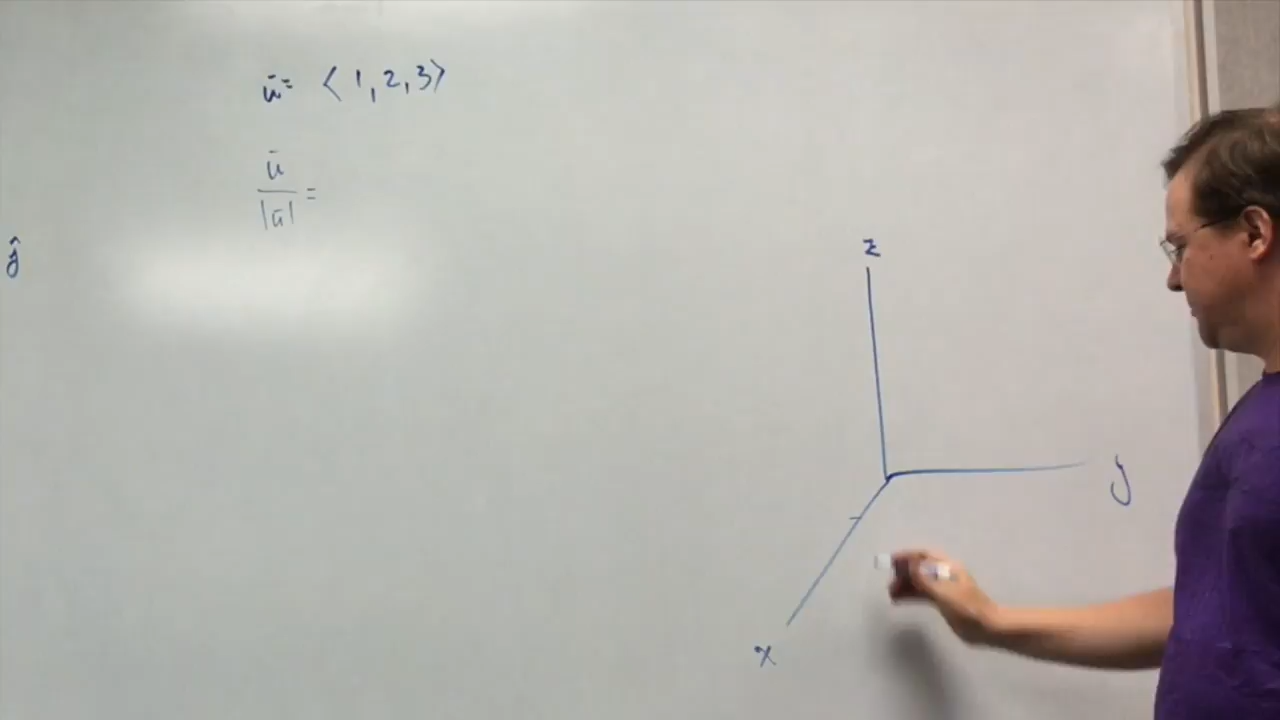 ū = ⟨1, 2, 3⟩
ū
|ū| =
ŷ
z
y
x